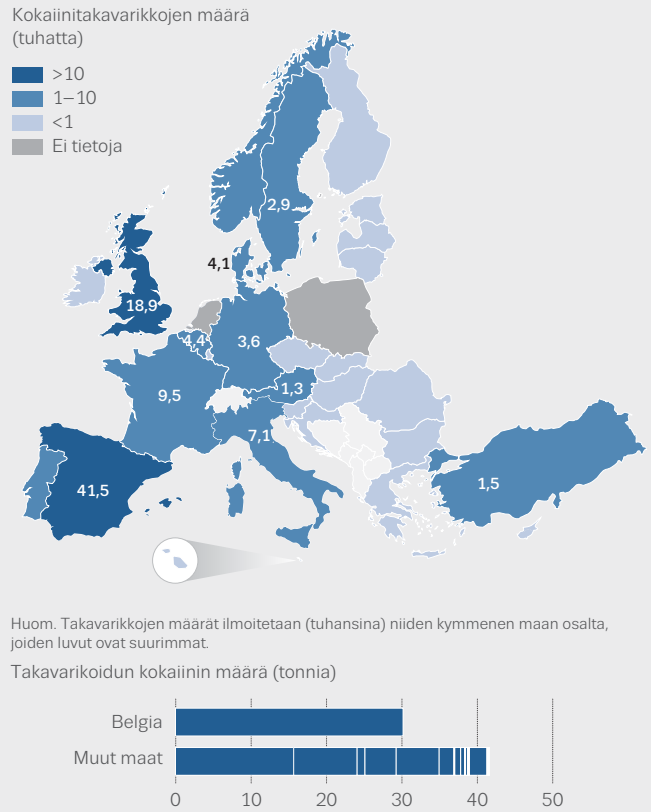 Kokaiinitakavarikkojen määrä
(tuhatta)
>10
1–10
<1
Ei tietoja
2,9
4,1
18,9
4,4
3,6
9,5
1,3
7,1
41,5
1,5
Huom. Takavarikkojen määrät ilmoitetaan (tuhansina) niiden kymmenen maan osalta,
joiden luvut ovat suurimmat.
Takavarikoidun kokaiinin määrä (tonnia)
Belgia
Muut maat
0 10 20 30 40 50